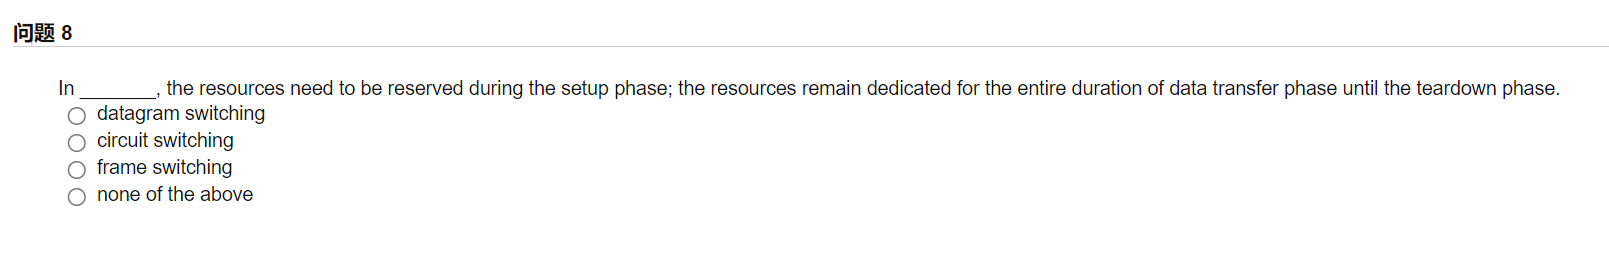 问题 8
In _______, the resources need to be reserved during the setup phase; the resources remain dedicated for the entire duration of data transfer phase until the teardown phase.
datagram switching
circuit switching
frame switching
none of the above